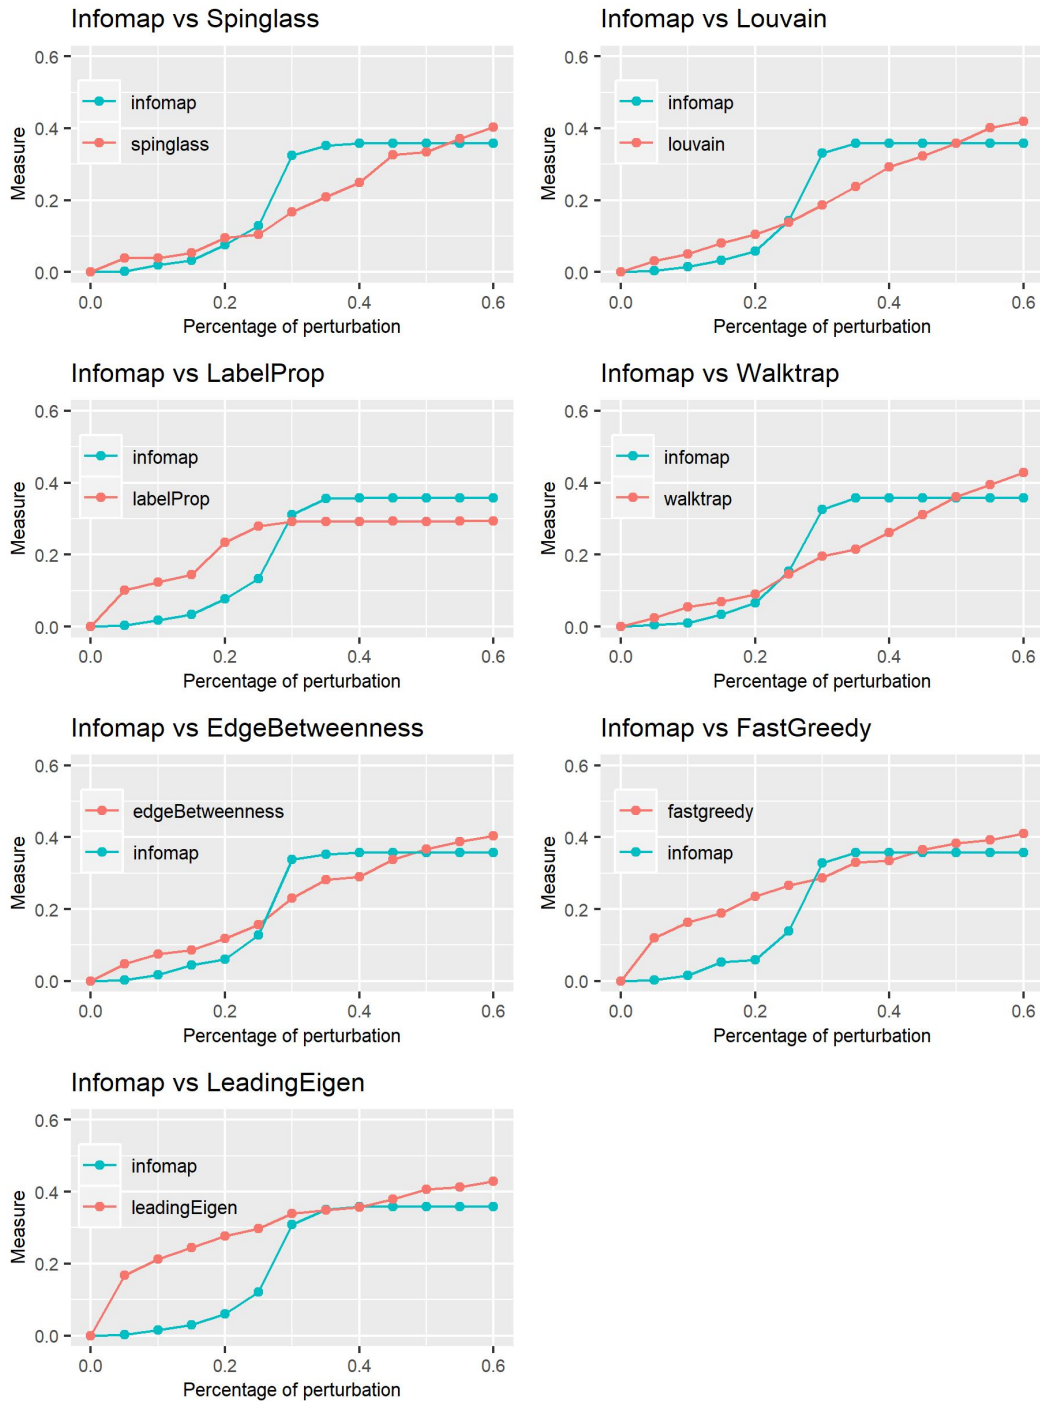 Infomap vs Spinglass
Measure
0.6
0.4
0.2
0.0
infomap
spinglass
0.0 0.2 0.4 0.6
Percentage of perturbation
Infomap vs Louvain
Measure
0.6
0.4
0.2
0.0
infomap
louvain
0.0 0.2 0.4 0.6
Percentage of perturbation
Infomap vs LabelProp
Measure
0.6
0.4
0.2
0.0
infomap
labelProp
0.0 0.2 0.4 0.6
Percentage of perturbation
Infomap vs Walktrap
Measure
0.6
0.4
0.2
0.0
infomap
walktrap
0.0 0.2 0.4 0.6
Percentage of perturbation
Infomap vs EdgeBetweenness
Measure
0.6
0.4
0.2
0.0
edgeBetweenness
infomap
0.0 0.2 0.4 0.6
Percentage of perturbation
Infomap vs FastGreedy
Measure
0.6
0.4
0.2
0.0
fastgreedy
infomap
0.0 0.2 0.4 0.6
Percentage of perturbation
Infomap vs LeadingEigen
Measure
0.6
0.4
0.2
0.0
infomap
leadingEigen
0.0 0.2 0.4 0.6
Percentage of perturbation